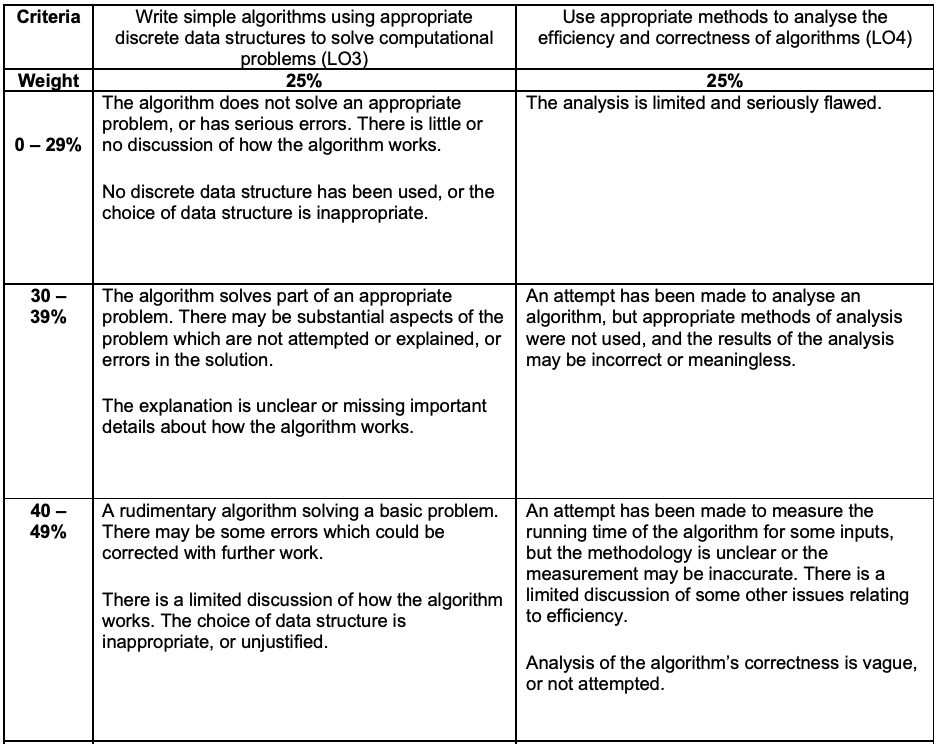 Criteria
Write simple algorithms using appropriate
discrete data structures to solve computational
problems (LO3)
Use appropriate methods to analyse the
efficiency and correctness of algorithms (LO4)
Weight
25%
25%
0 – 29%
The algorithm does not solve an appropriate
problem, or has serious errors. There is little or
no discussion of how the algorithm works.
No discrete data structure has been used, or the
choice of data structure is inappropriate.
The analysis is limited and seriously flawed.
30 –
39%
The algorithm solves part of an appropriate
problem. There may be substantial aspects of the
problem which are not attempted or explained, or
errors in the solution.
The explanation is unclear or missing important
details about how the algorithm works.
An attempt has been made to analyse an
algorithm, but appropriate methods of analysis
were not used, and the results of the analysis
may be incorrect or meaningless.
40 –
49%
A rudimentary algorithm solving a basic problem.
There may be some errors which could be
corrected with further work.
There is a limited discussion of how the algorithm
works. The choice of data structure is
inappropriate, or unjustified.
An attempt has been made to measure the
running time of the algorithm for some inputs,
but the methodology is unclear or the
measurement may be inaccurate. There is a
limited discussion of some other issues relating
to efficiency.
Analysis of the algorithm's correctness is vague,
or not attempted.